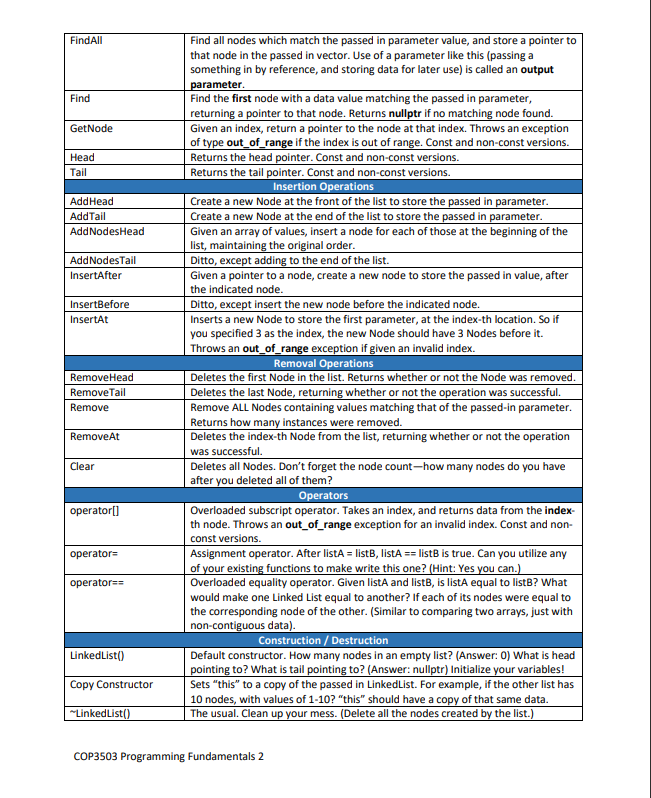 FindAll
Find all nodes which match the passed in parameter value, and store a pointer to
that node in the passed in vector. Use of a parameter like this (passing a
something in by reference, and storing data for later use) is called an output
parameter.
Find
Find the first node with a data value matching the passed in parameter,
returning a pointer to that node. Returns nullptr if no matching node found.
GetNode
Given an index, return a pointer to the node at that index. Throws an exception
of type out_of_range if the index is out of range. Const and non-const versions.
Head
Returns the head pointer. Const and non-const versions.
Tail
Returns the tail pointer. Const and non-const versions.
Insertion Operations
AddHead
Create a new Node at the front of the list to store the passed in parameter.
AddTail
Create a new Node at the end of the list to store the passed in parameter.
AddNodesHead
Given an array of values, insert a node for each of those at the beginning of the
list, maintaining the original order.
AddNodesTail
Ditto, except adding to the end of the list.
InsertAfter
Given a pointer to a node, create a new node to store the passed in value, after
the indicated node.
InsertBefore
Ditto, except insert the new node before the indicated node.
InsertAt
Inserts a new Node to store the first parameter, at the index-th location. So if
you specified 3 as the index, the new Node should have 3 Nodes before it.
Throws an out_of_range exception if given an invalid index.
Removal Operations
RemoveHead
Deletes the first Node in the list. Returns whether or not the Node was removed.
RemoveTail
Deletes the last Node, returning whether or not the operation was successful.
Remove
Remove ALL Nodes containing values matching that of the passed-in parameter.
Returns how many instances were removed.
RemoveAt
Deletes the index-th Node from the list, returning whether or not the operation
was successful.
Clear
Deletes all Nodes. Don’t forget the node count—how many nodes do you have
after you deleted all of them?
Operators
operator[]
Overloaded subscript operator. Takes an index, and returns data from the index-
th node. Throws an out_of_range exception for an invalid index. Const and non-
const versions.
operator=
Assignment operator. After listA = listB, listA == listB is true. Can you utilize any
of your existing functions to make write this one? (Hint: Yes you can.)
operator==
Overloaded equality operator. Given listA and listB, is listA equal to listB? What
would make one Linked List equal to another? If each of its nodes were equal to
the corresponding node of the other. (Similar to comparing two arrays, just with
non-contiguous data).
Construction / Destruction
LinkedList()
Default constructor. How many nodes in an empty list? (Answer: 0) What is head
pointing to? What is tail pointing to? (Answer: nullptr) Initialize your variables!
Copy Constructor
Sets “this” to a copy of the passed in LinkedList. For example, if the other list has
10 nodes, with values of 1-10? “this” should have a copy of that same data.
~LinkedList()
The usual. Clean up your mess. (Delete all the nodes created by the list.)
COP3503 Programming Fundamentals 2